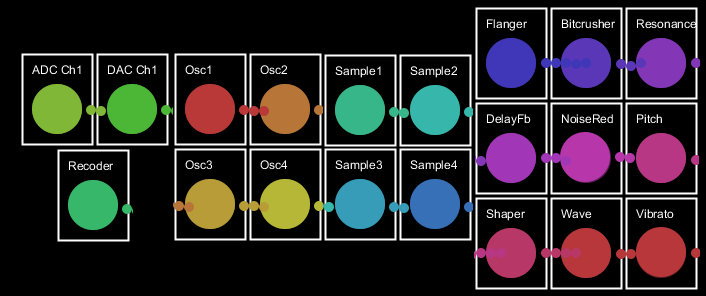 Flanger
Bitcrusher
Resonance
ADC Ch1
DAC Ch1
Osc1
Osc2
Sample1
Sample2
DelayFb
NoiseRed
Pitch
Recoder
Osc3
Osc4
Sample3
Sample4
Shaper
Wave
Vibrato